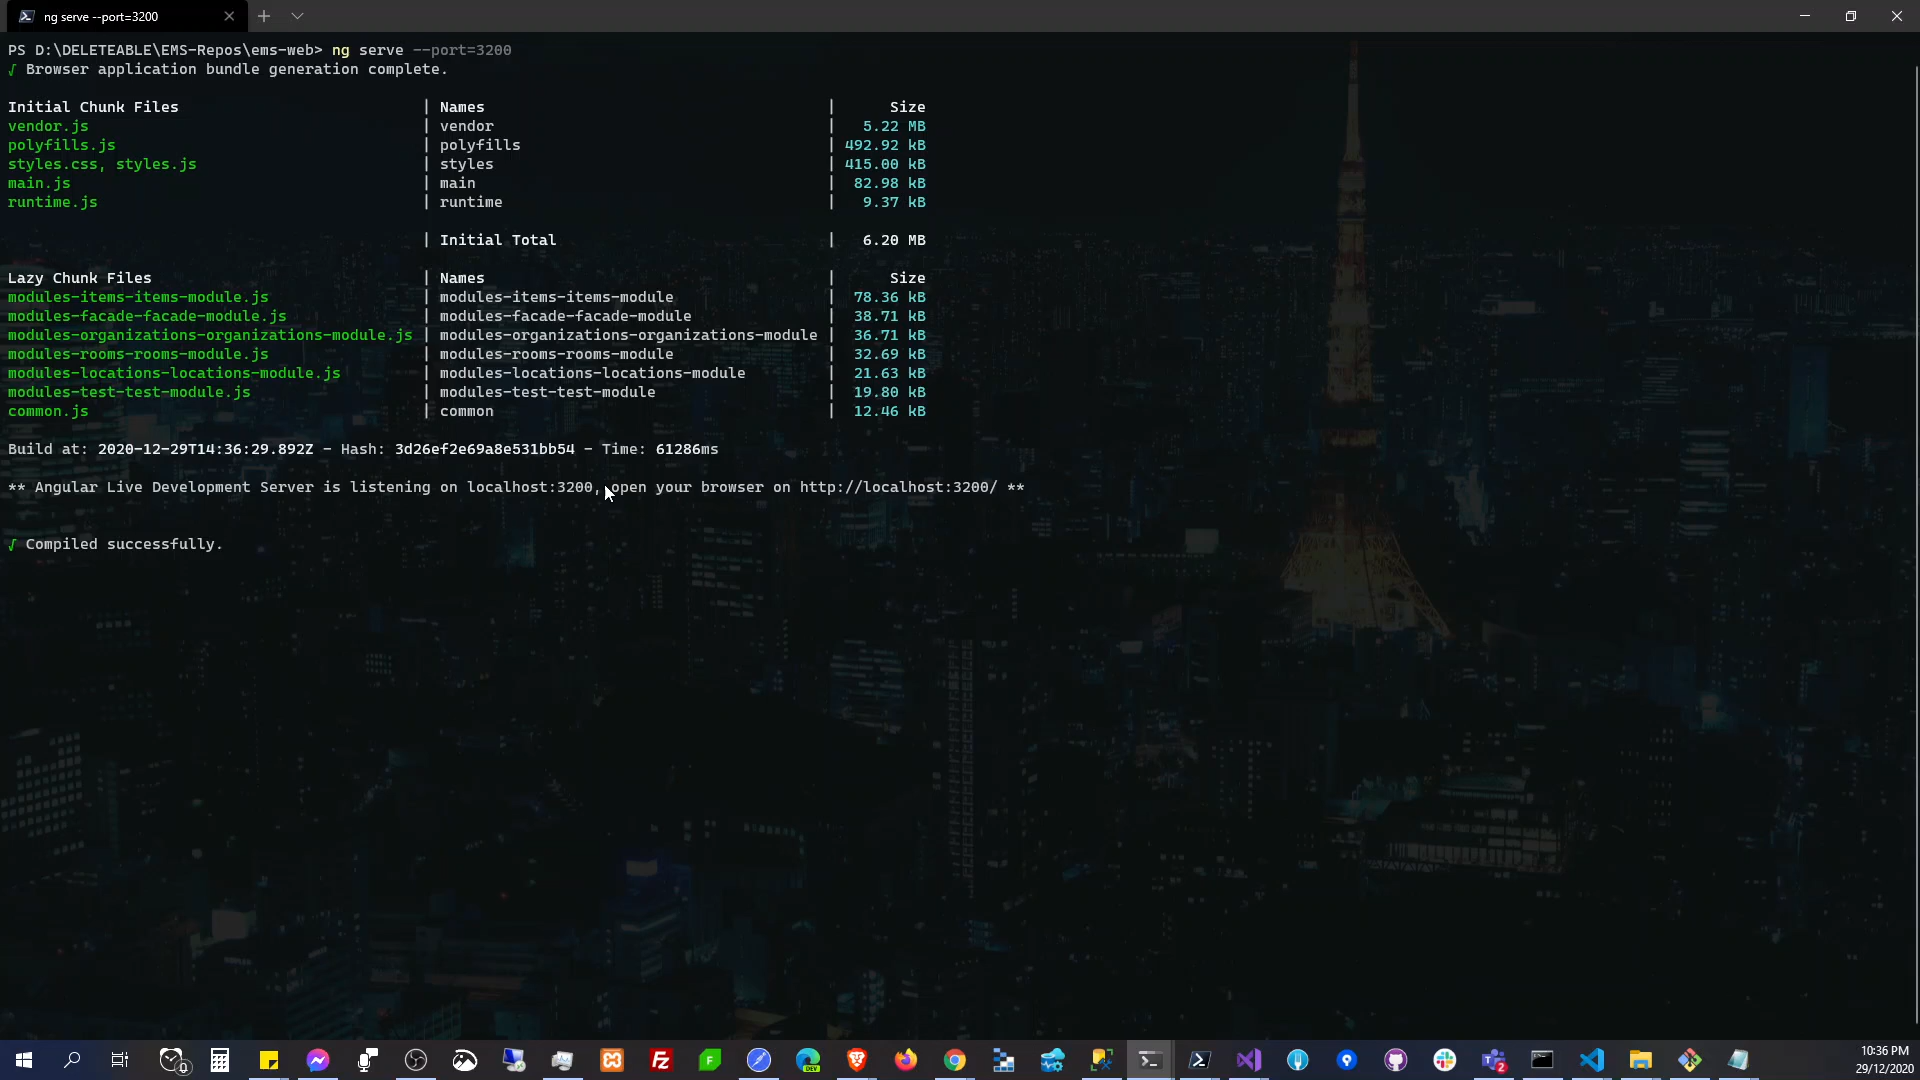 ng serve --port=3200
PS D:\DELETEABLE\EMS-Repos\ems-web> ng serve --port=3200
√ Browser application bundle generation complete.
Initial Chunk Files | Names | Size
vendor.js | vendor | 5.22 MB
polyfills.js | polyfills | 492.92 kB
styles.css, styles.js | styles | 415.00 kB
main.js | main | 82.98 kB
runtime.js | runtime | 9.37 kB
| Initial Total | 6.20 MB
Lazy Chunk Files | Names | Size
modules-items-items-module.js | modules-items-items-module | 78.36 kB
modules-facade-facade-module.js | modules-facade-facade-module | 38.71 kB
modules-organizations-organizations-module.js | modules-organizations-organizations-module | 36.71 kB
modules-rooms-rooms-module.js | modules-rooms-rooms-module | 32.69 kB
modules-locations-locations-module.js | modules-locations-locations-module | 21.63 kB
modules-test-test-module.js | modules-test-test-module | 19.80 kB
common.js | common | 12.46 kB
Build at: 2020-12-29T14:36:29.892Z - Hash: 3d26ef2e69a8e531bb54 - Time: 61286ms
** Angular Live Development Server is listening on localhost:3200, open your browser on http://localhost:3200/ **
√ Compiled successfully.
Fz
F
DEV
2
10:36 PM
29/12/2020